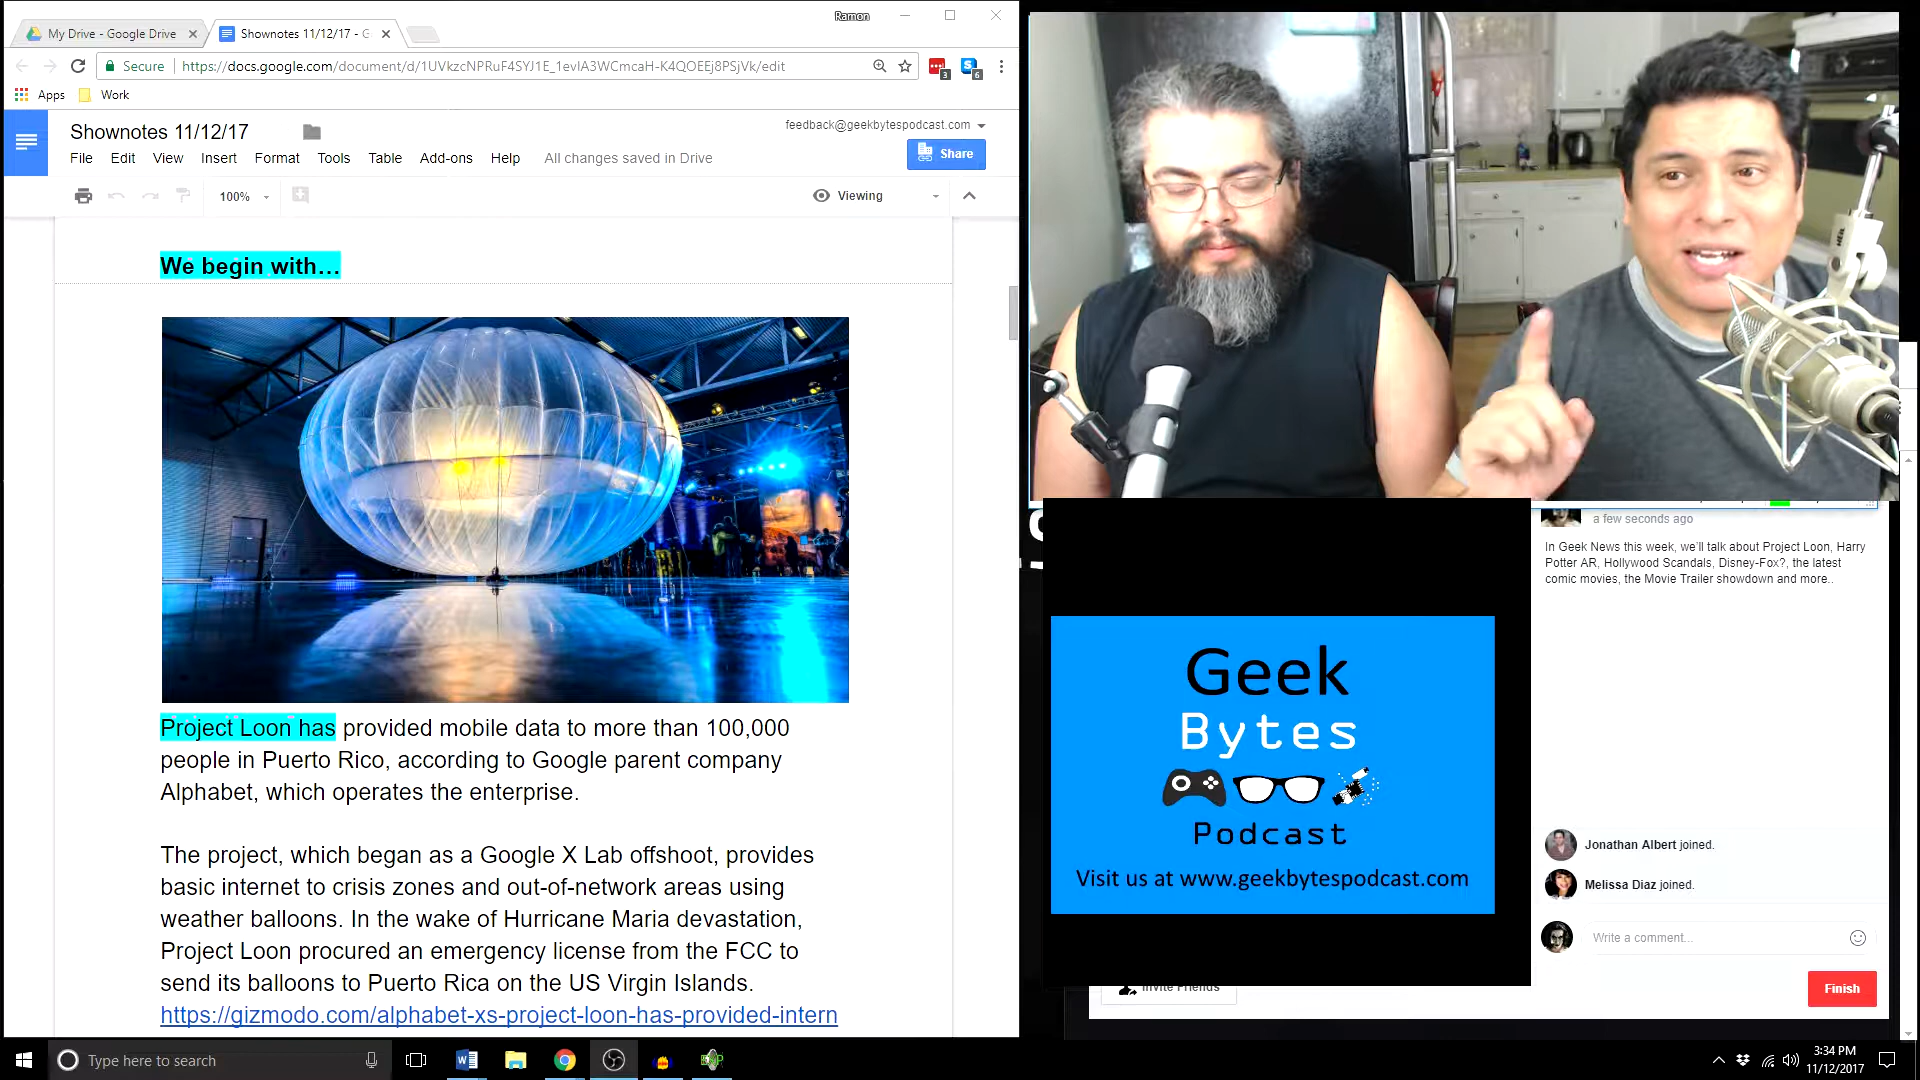 Ramon
My Drive - Google Drive
Shownotes 11/12/17 - G
Secure
https://docs.google.com/document/d/1UVkzcNPRuF4SYJ1E_1evIA3WCmcaH-K4QOEEj8PSjVk/edit
3
6
Apps
Work
Shownotes 11/12/17
feedback@geekbytespodcast.com
File Edit View Insert Format Tools Table Add-ons Help All changes saved in Drive
Share
100%
Viewing
We begin with...
Project Loon has provided mobile data to more than 100,000
people in Puerto Rico, according to Google parent company
Alphabet, which operates the enterprise.
The project, which began as a Google X Lab offshoot, provides
basic internet to crisis zones and out-of-network areas using
weather balloons. In the wake of Hurricane Maria devastation,
Project Loon procured an emergency license from the FCC to
send its balloons to Puerto Rica on the US Virgin Islands.
https://gizmodo.com/alphabet-xs-project-loon-has-provided-intern
a few seconds ago
In Geek News this week, we'll talk about Project Loon, Harry
Potter AR, Hollywood Scandals, Disney-Fox?, the latest
comic movies, the Movie Trailer showdown and more..
Geek
Bytes
Podcast
Visit us at www.geekbytespodcast.com
Jonathan Albert joined.
Melissa Diaz joined.
Write a comment...
Invite Friends
Finish
Type here to search
3:34 PM
11/12/2017